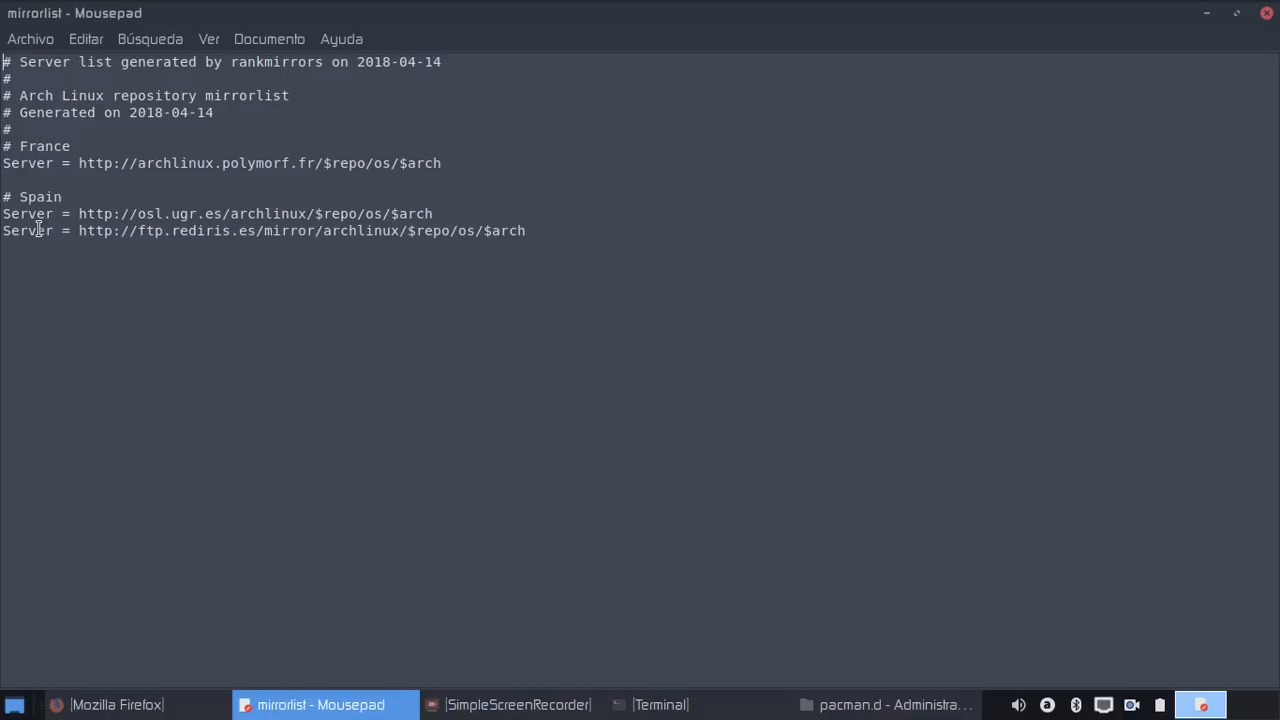 mirrorlist - Mousepad
Archivo Editar Búsqueda Ver Documento Ayuda
# Server list generated by rankmirrors on 2018-04-14
#
# Arch Linux repository mirrorlist
# Generated on 2018-04-14
#
# France
Server = http://archlinux.polymorf.fr/$repo/os/$arch
# Spain
Server = http://osl.ugr.es/archlinux/$repo/os/$arch
Server = http://ftp.rediris.es/mirror/archlinux/$repo/os/$arch
[Mozilla Firefox] mirrorlist - Mousepad [SimpleScreenRecorder] [Terminal] pacman.d - Administra... a